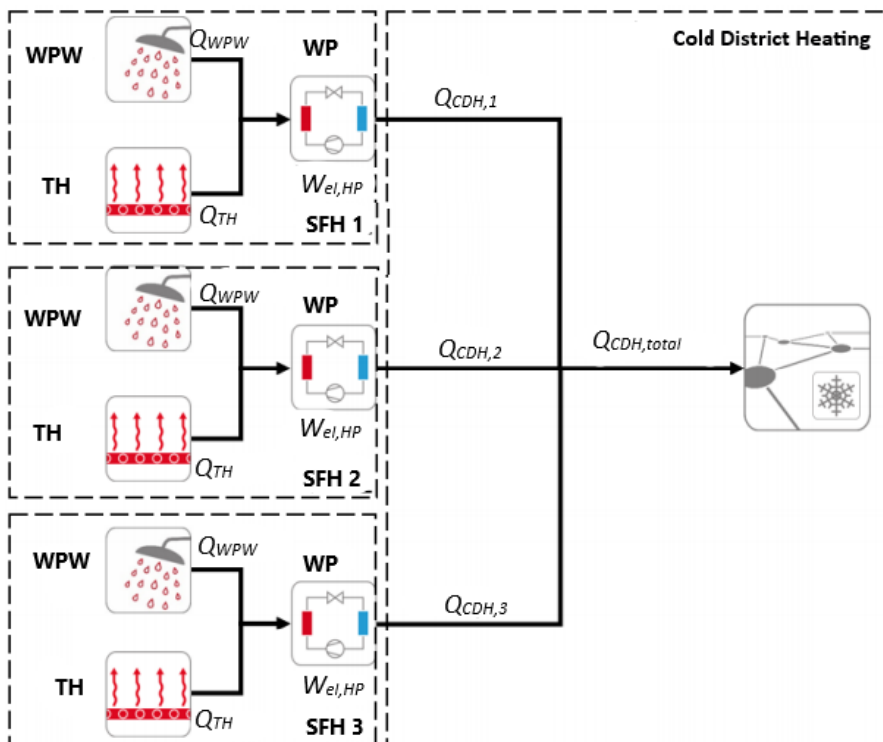 WPW
Q_WPW
WP
TH
Q_TH
W_el,HP
SFH 1
WPW
Q_WPW
WP
TH
Q_TH
W_el,HP
SFH 2
WPW
Q_WPW
WP
TH
Q_TH
W_el,HP
SFH 3
Cold District Heating
Q_CDH,1
Q_CDH,2
Q_CDH,total
Q_CDH,3